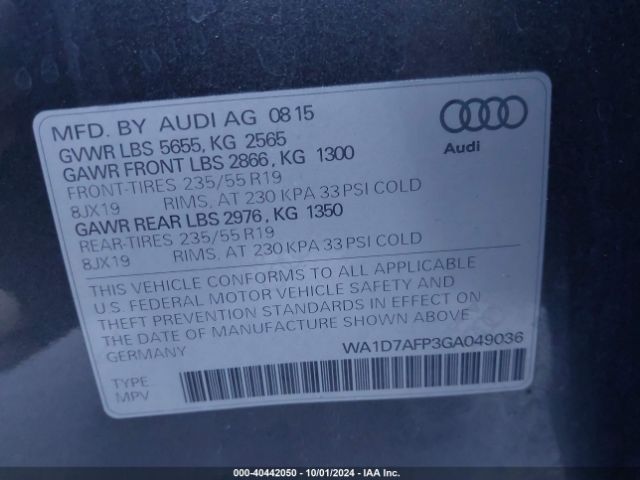 MFD. BY AUDI AG 0815
GVWR LBS 5655, KG 2565
GAWR FRONT LBS 2866, KG 1300
FRONT-TIRES 235/55 R19
8JX19 RIMS, AT 230 KPA 33 PSI COLD
GAWR REAR LBS 2976, KG 1350
REAR-TIRES 235/55 R19
8JX19 RIMS, AT 230 KPA 33 PSI COLD
Audi
THIS VEHICLE CONFORMS TO ALL APPLICABLE
U.S. FEDERAL MOTOR VEHICLE SAFETY AND
THEFT PREVENTION STANDARDS IN EFFECT ON
THE DATE OF MANUFACTURE SHOWN ABOVE
GERMANY
WA1D7AFP3GA049036
TYPE:
MPV
000-40442050 - 10/01/2024 - IAAI.com